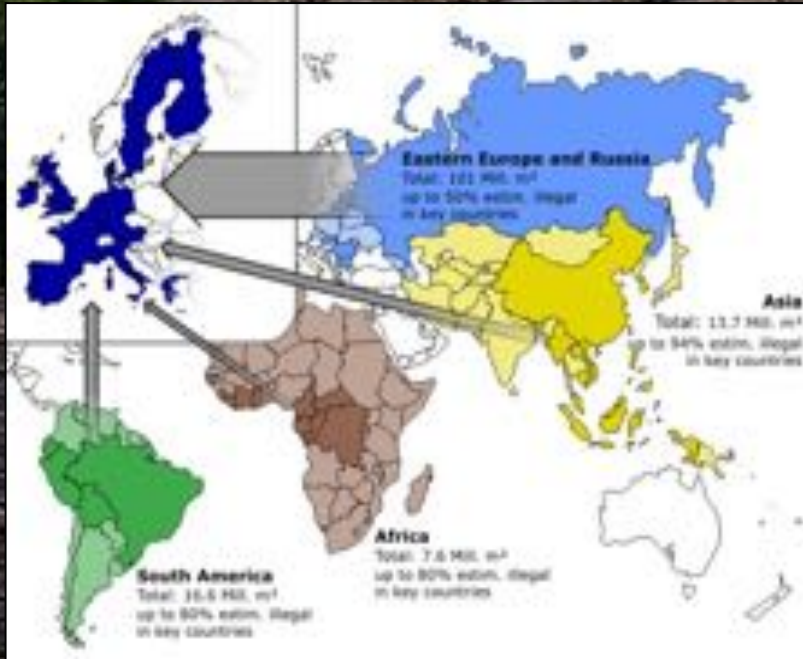 Eastern Europe and Russia
Total: 101 Mill. m³
up to 50% estim. illegal
in key countries
Asia
Total: 13.7 Mill. m³
up to 94% estim. illegal
in key countries
Africa
Total: 7.6 Mill. m³
up to 80% estim. illegal
in key countries
South America
Total: 16.6 Mill. m³
up to 80% estim. illegal
in key countries